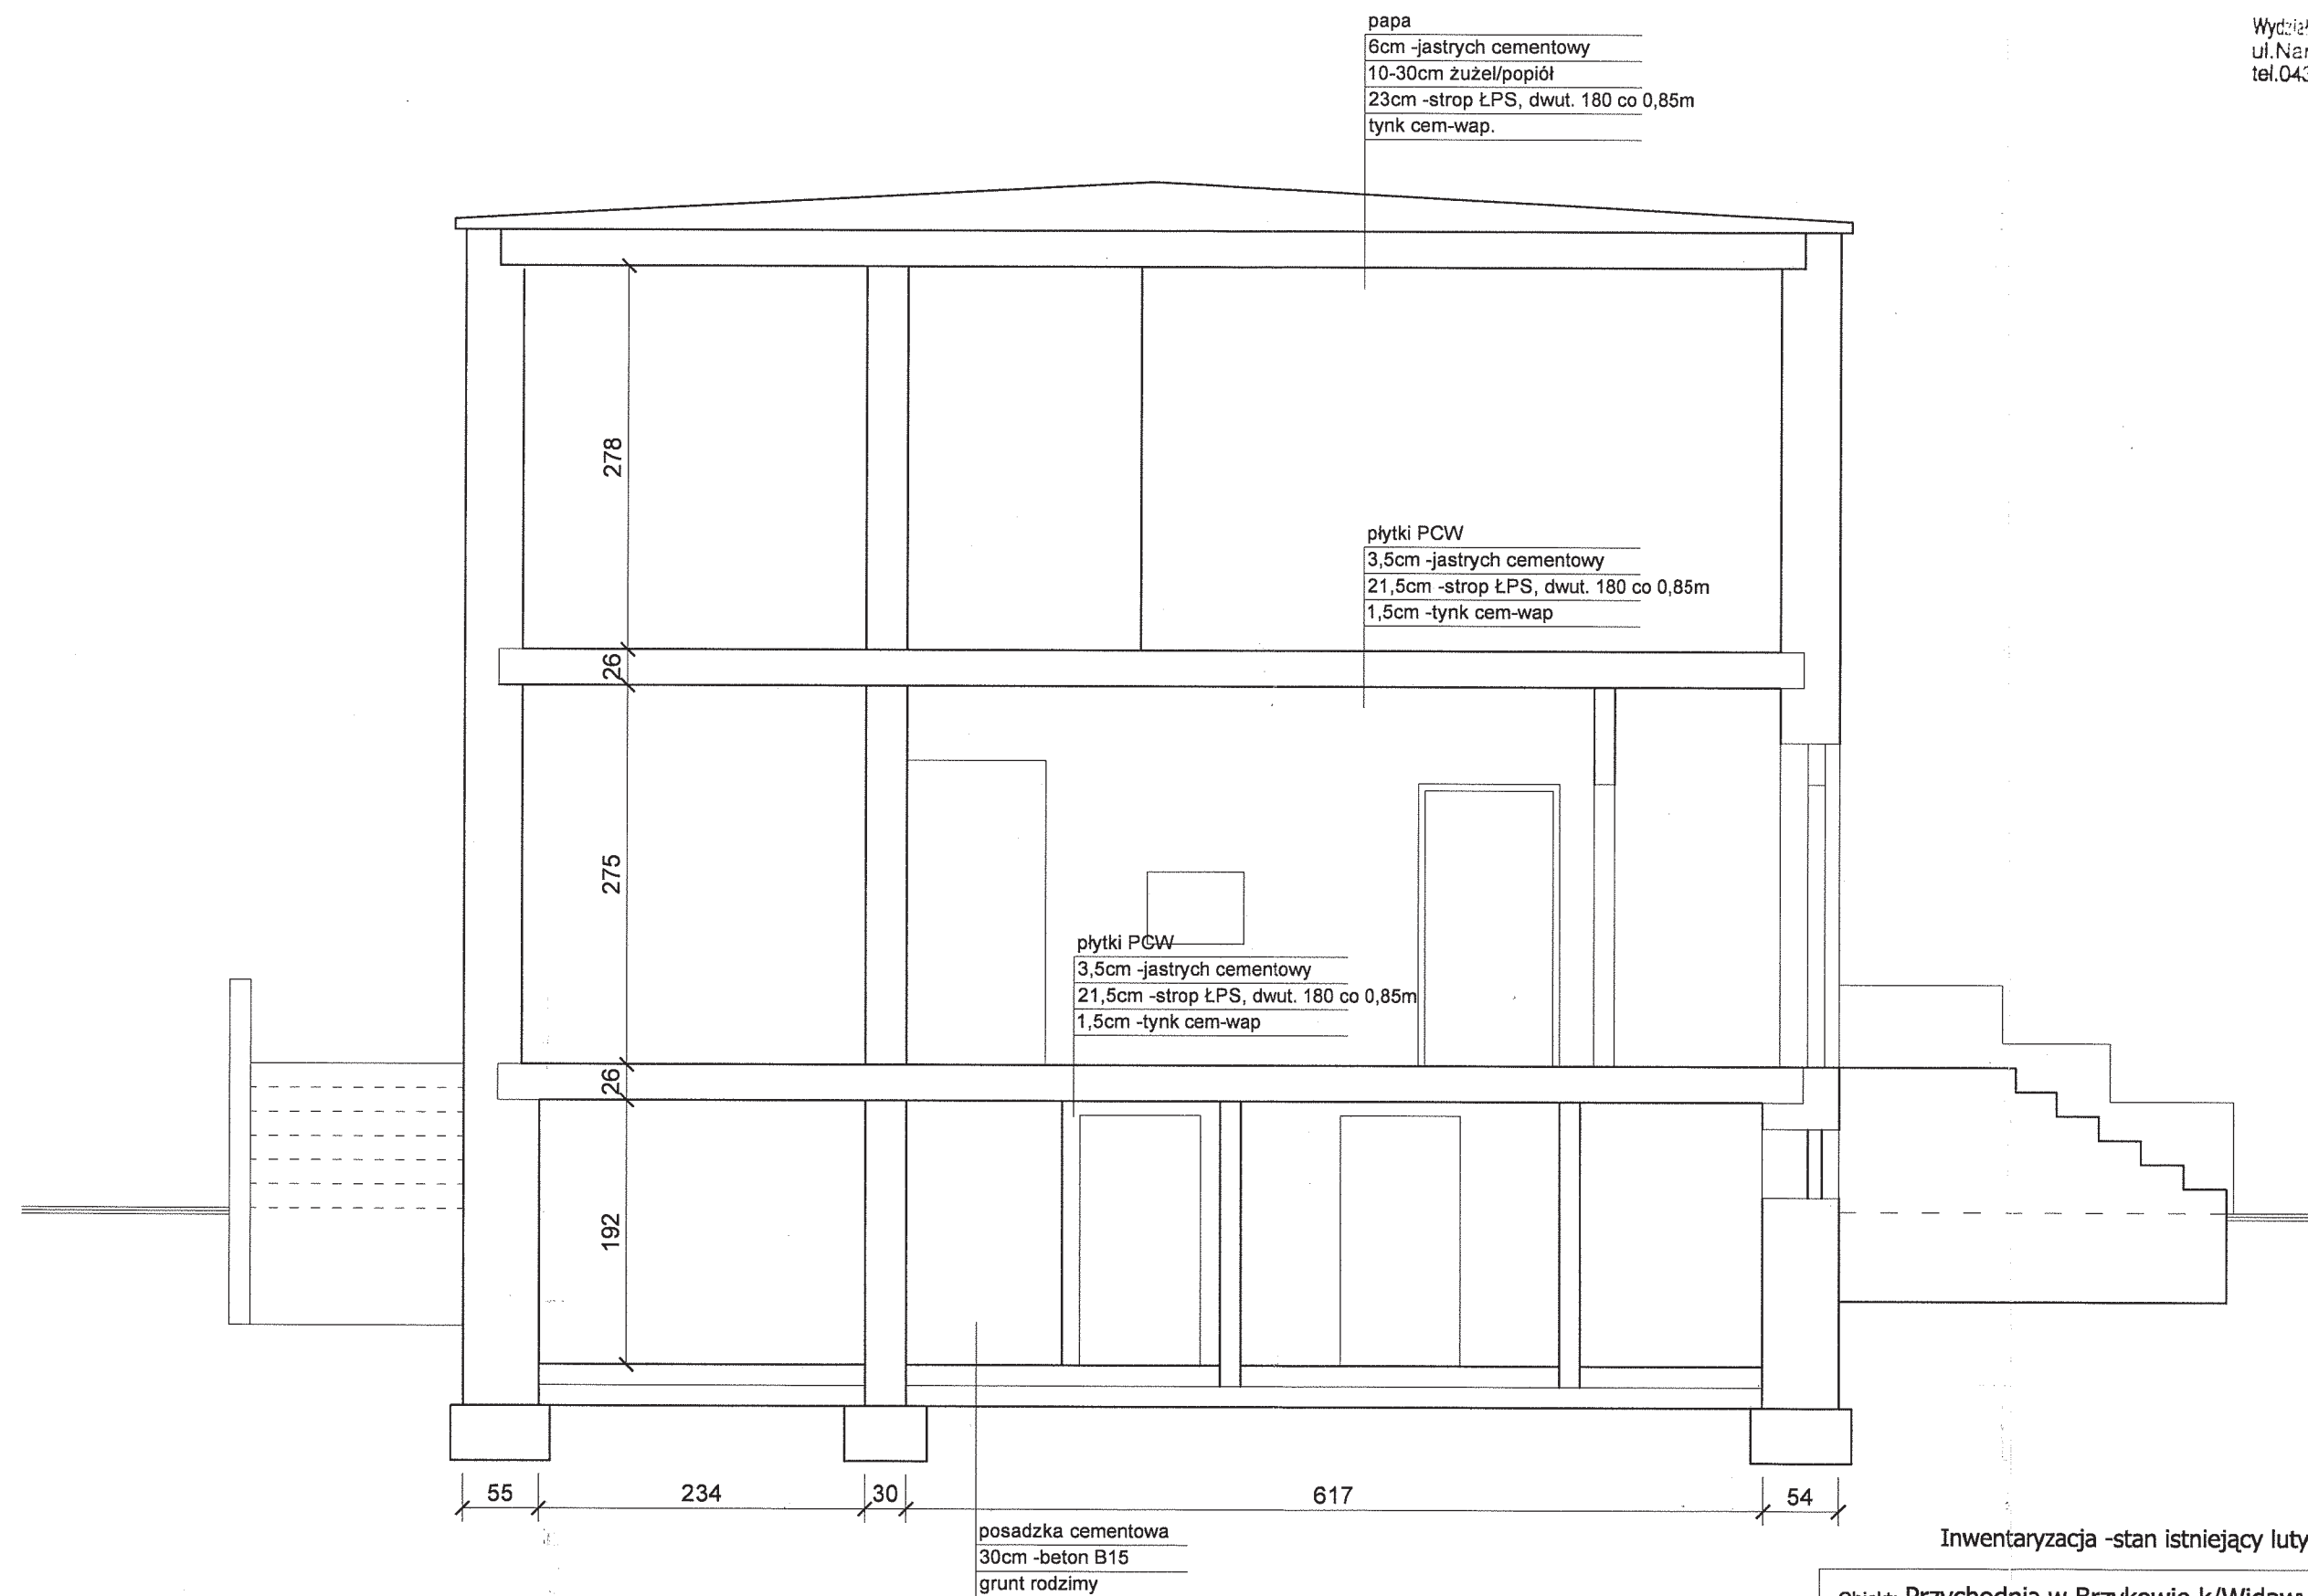 papa
6cm -jastrych cementowy
10-30cm żużel/popiół
23cm -strop ŁPS, dwut. 180 co 0,85m
tynk cem-wap.
278
płytki PCW
3,5cm -jastrych cementowy
21,5cm -strop ŁPS, dwut. 180 co 0,85m
1,5cm -tynk cem-wap
26
275
płytki PCW
3,5cm -jastrych cementowy
21,5cm -strop ŁPS, dwut. 180 co 0,85m
1,5cm -tynk cem-wap
26
192
55 234 30 617 54
posadzka cementowa
30cm -beton B15
grunt rodzimy
Inwentaryzacja -stan istniejący luty
Przychodnia w Brzykowie k/Widaw